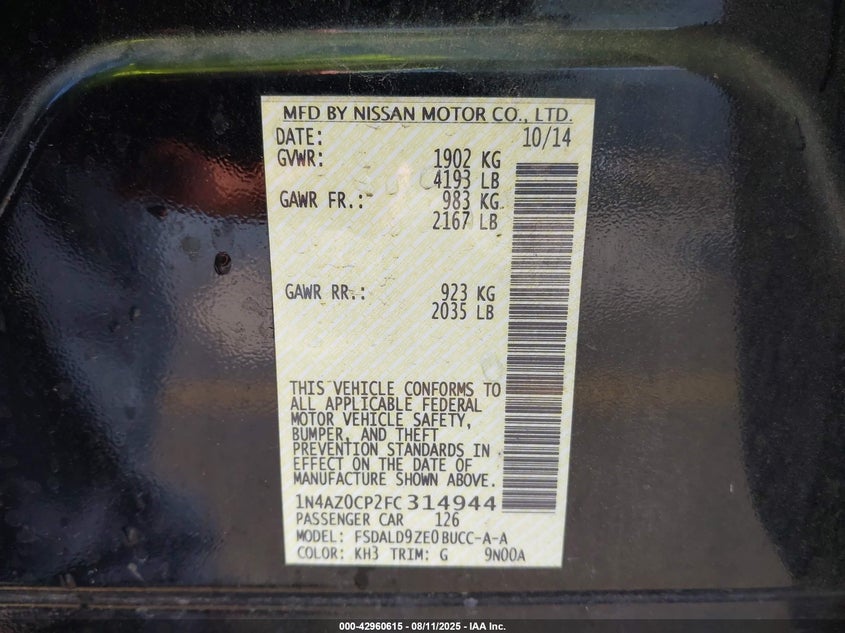 MFD BY NISSAN MOTOR CO., LTD.
DATE: 10/14
GVWR: 1902 KG
4193 LB
GAWR FR.: 983 KG
2167 LB
GAWR RR.: 923 KG
2035 LB
THIS VEHICLE CONFORMS TO
ALL APPLICABLE FEDERAL
MOTOR VEHICLE SAFETY,
BUMPER, AND THEFT
PREVENTION STANDARDS IN
EFFECT ON THE DATE OF
MANUFACTURE SHOWN ABOVE.
1N4AZ0CP2FC314944
PASSENGER CAR 126
MODEL: FSDALD9ZE0BUCC-A-A
COLOR: KH3 TRIM: G 9N00A
000-42960615 - 08/11/2025 - IAA Inc.